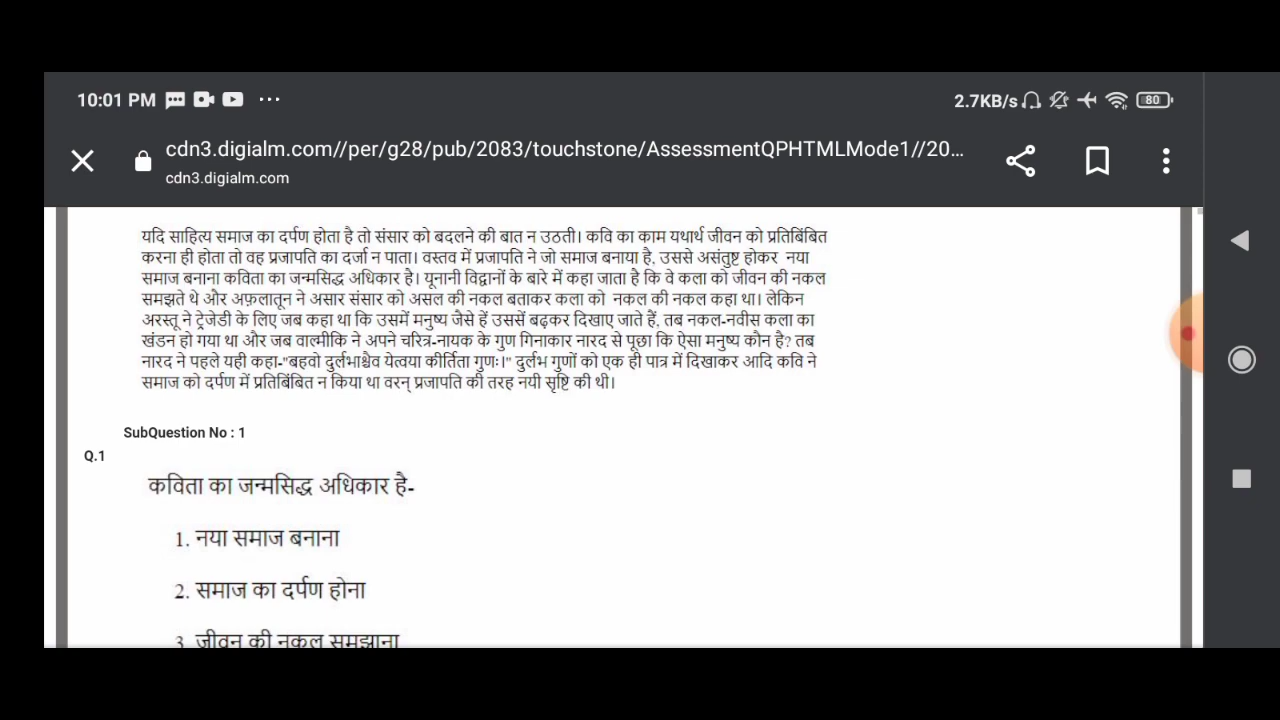 10:01 PM ...
2.7KB/s 80
cdn3.digialm.com//per/g28/pub/2083/touchstone/AssessmentQPHTMLMode1//20...
cdn3.digialm.com
यदि साहित्य समाज का दर्पण होता है तो संसार को बदलने की बात न उठती। कवि का काम यथार्थ जीवन को प्रतिबिंबित
करना ही होता तो वह प्रजापति का दर्जा न पाता। वस्तव में प्रजापति ने जो समाज बनाया है, उससे असंतुष्ट होकर नया
समाज बनाना कविता का जन्मसिद्ध अधिकार है। यूनानी विद्वानों के बारे में कहा जाता है कि वे कला को जीवन की नकल
समझते थे और अफ़लातून ने असार संसार को असल की नकल बताकर कला को नकल की नकल कहा था। लेकिन
अरस्तू ने ट्रेजेडी के लिए जब कहा था कि उसमें मनुष्य जैसे हें उससें बढ़कर दिखाए जाते हैं, तब नकल-नवीस कला का
खंडन हो गया था और जब वाल्मीकि ने अपने चरित्र-नायक के गुण गिनाकार नारद से पूछा कि ऐसा मनुष्य कौन है? तब
नारद ने पहले यही कहा-"बहवो दुर्लभाश्चैव येत्वया कीर्तिता गुणः।" दुर्लभ गुणों को एक ही पात्र में दिखाकर आदि कवि ने
समाज को दर्पण में प्रतिबिंबित न किया था वरन् प्रजापति की तरह नयी सृष्टि की थी।
SubQuestion No : 1
Q.1
कविता का जन्मसिद्ध अधिकार है-
1. नया समाज बनाना
2. समाज का दर्पण होना
3. जीवन की नकल समझाना